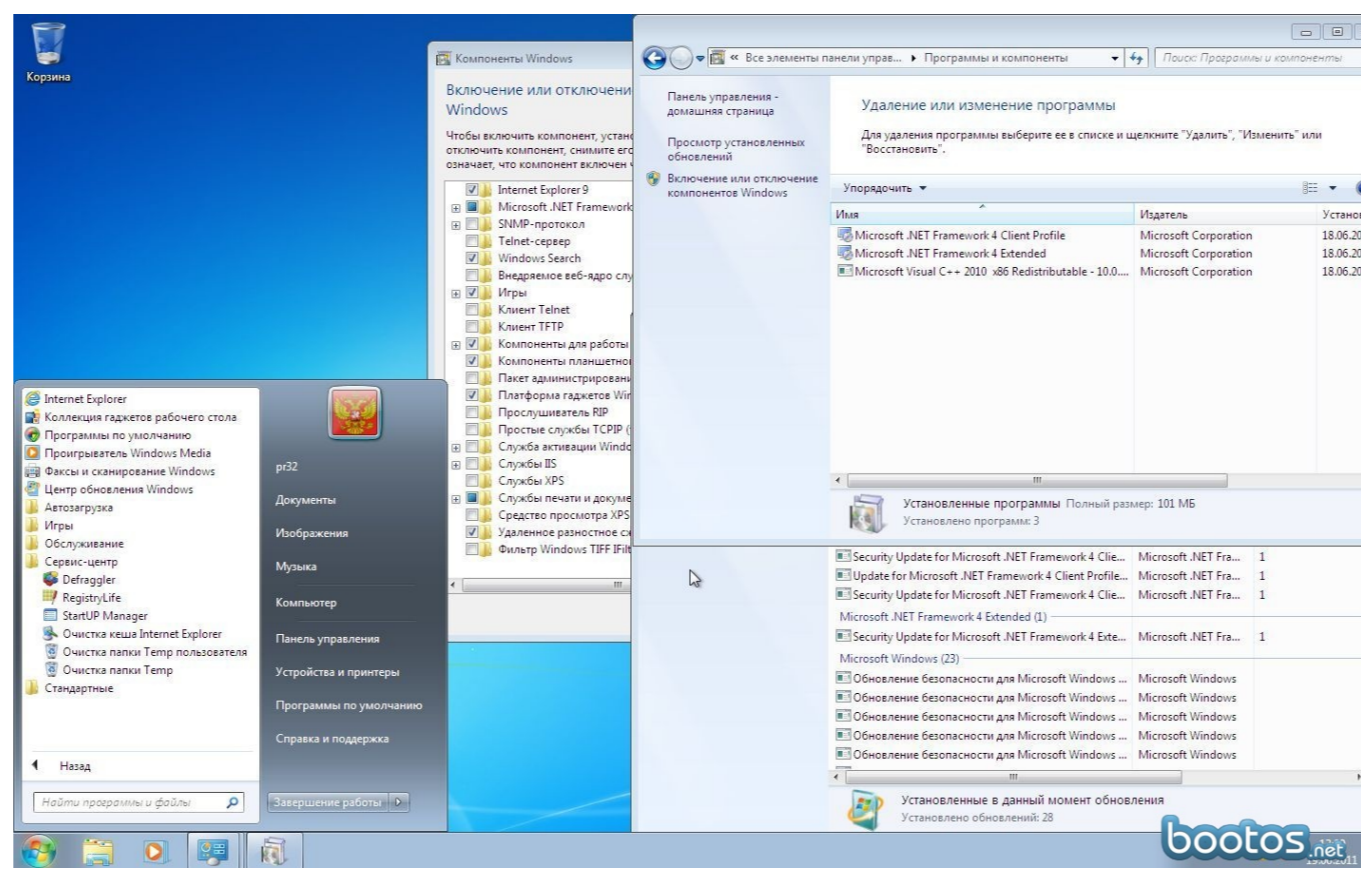 Корзина
Компоненты Windows
Включение или отключени
Windows
Чтобы включить компонент, устано
отключить компонент, снимите его
означает, что компонент включен ч
Internet Explorer 9
Microsoft .NET Framework
SNMP-протокол
Telnet-сервер
Windows Search
Внедряемое веб-ядро слу
Игры
Клиент Telnet
Клиент TFTP
Компоненты для работы
Компоненты планшетно
Пакет администрировани
Платформа гаджетов Win
Прослушиватель RIP
Простые службы TCPIP (
Служба активации Windo
Службы IIS
Службы XPS
Службы печати и докуме
Средство просмотра XPS
Удаленное разностное сж
Фильтр Windows TIFF IFilt
« Все элементы панели управ... Программы и компоненты
Поиск: Программы и компоненты
Панель управления -
домашняя страница
Просмотр установленных
обновлений
Включение или отключение
компонентов Windows
Удаление или изменение программы
Для удаления программы выберите ее в списке и щелкните "Удалить", "Изменить" или
"Восстановить".
Упорядочить
Имя Издатель Установ
Microsoft .NET Framework 4 Client Profile Microsoft Corporation 18.06.20
Microsoft .NET Framework 4 Extended Microsoft Corporation 18.06.20
Microsoft Visual C++ 2010 x86 Redistributable - 10.0.... Microsoft Corporation 18.06.20
Установленные программы Полный размер: 101 МБ
Установлено программ: 3
Security Update for Microsoft .NET Framework 4 Clie... Microsoft .NET Fra... 1
Update for Microsoft .NET Framework 4 Client Profile... Microsoft .NET Fra... 1
Security Update for Microsoft .NET Framework 4 Clie... Microsoft .NET Fra... 1
Microsoft .NET Framework 4 Extended (1)
Security Update for Microsoft .NET Framework 4 Exte... Microsoft .NET Fra... 1
Microsoft Windows (23)
Обновление безопасности для Microsoft Windows ... Microsoft Windows
Обновление безопасности для Microsoft Windows ... Microsoft Windows
Обновление безопасности для Microsoft Windows ... Microsoft Windows
Обновление безопасности для Microsoft Windows ... Microsoft Windows
Обновление безопасности для Microsoft Windows ... Microsoft Windows
Установленные в данный момент обновления
Установлено обновлений: 28
Internet Explorer
Коллекция гаджетов рабочего стола
Программы по умолчанию
Проигрыватель Windows Media
Факсы и сканирование Windows
Центр обновления Windows
Автозагрузка
Игры
Обслуживание
Сервис-центр
Defraggler
RegistryLife
StartUP Manager
Очистка кеша Internet Explorer
Очистка папки Temp пользователя
Очистка папки Temp
Стандартные
Назад
Найти программы и файлы
pr32
Документы
Изображения
Музыка
Компьютер
Панель управления
Устройства и принтеры
Программы по умолчанию
Справка и поддержка
Завершение работы
bootos.net